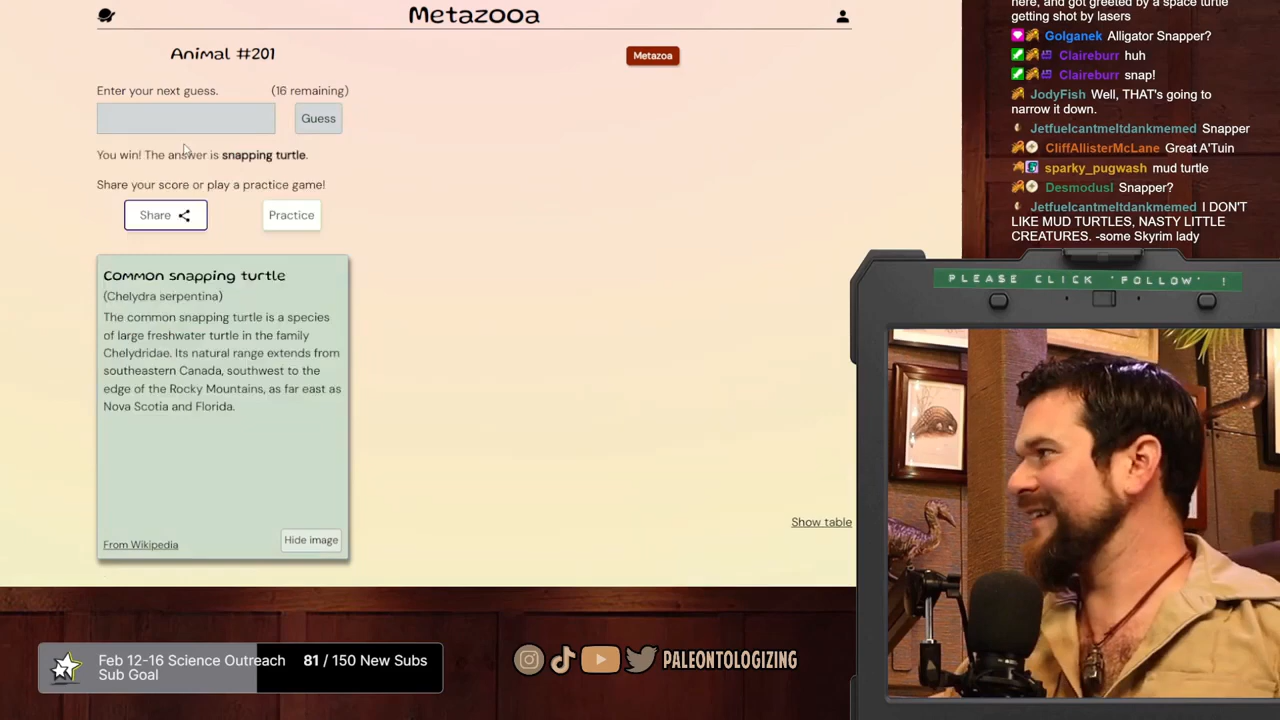 Metazooa
Animal #201
Metazoa
Enter your next guess.
(16 remaining)
Guess
You win! The answer is snapping turtle.
Share your score or play a practice game!
Share
Practice
Common snapping turtle
(Chelydra serpentina)
The common snapping turtle is a species
of large freshwater turtle in the family
Chelydridae. Its natural range extends from
southeastern Canada, southwest to the
edge of the Rocky Mountains, as far east as
Nova Scotia and Florida.
From Wikipedia
Hide image
Show table
here, and got greeted by a space turtle
getting shot by lasers
Golganek Alligator Snapper?
Claireburr huh
Claireburr snap!
JodyFish Well, THAT's going to
narrow it down.
Jetfuelcantmeltdankmemed Snapper
CliffAllisterMcLane Great A'Tuin
sparky_pugwash mud turtle
Desmodusl Snapper?
Jetfuelcantmeltdankmemed I DON'T
LIKE MUD TURTLES, NASTY LITTLE
CREATURES. -some Skyrim lady
PLEASE CLICK 'FOLLOW' !
Feb 12-16 Science Outreach
Sub Goal
81 / 150 New Subs
PALEONTOLOGIZING